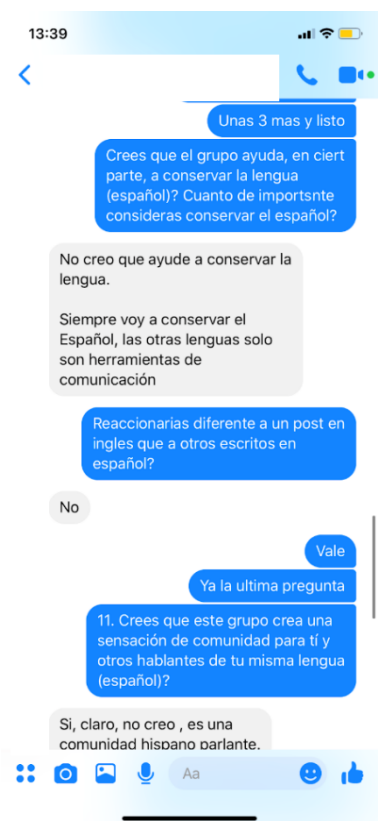 13:39
Unas 3 mas y listo
Crees que el grupo ayuda, en ciert
parte, a conservar la lengua
(español)? Cuanto de importsnte
consideras conservar el español?
No creo que ayude a conservar la
lengua.
Siempre voy a conservar el
Español, las otras lenguas solo
son herramientas de
comunicación
Reaccionarias diferente a un post en
ingles que a otros escritos en
español?
No
Vale
Ya la ultima pregunta
11. Crees que este grupo crea una
sensación de comunidad para tí y
otros hablantes de tu misma lengua
(español)?
Si, claro, no creo , es una
comunidad hispano parlante.
Aa